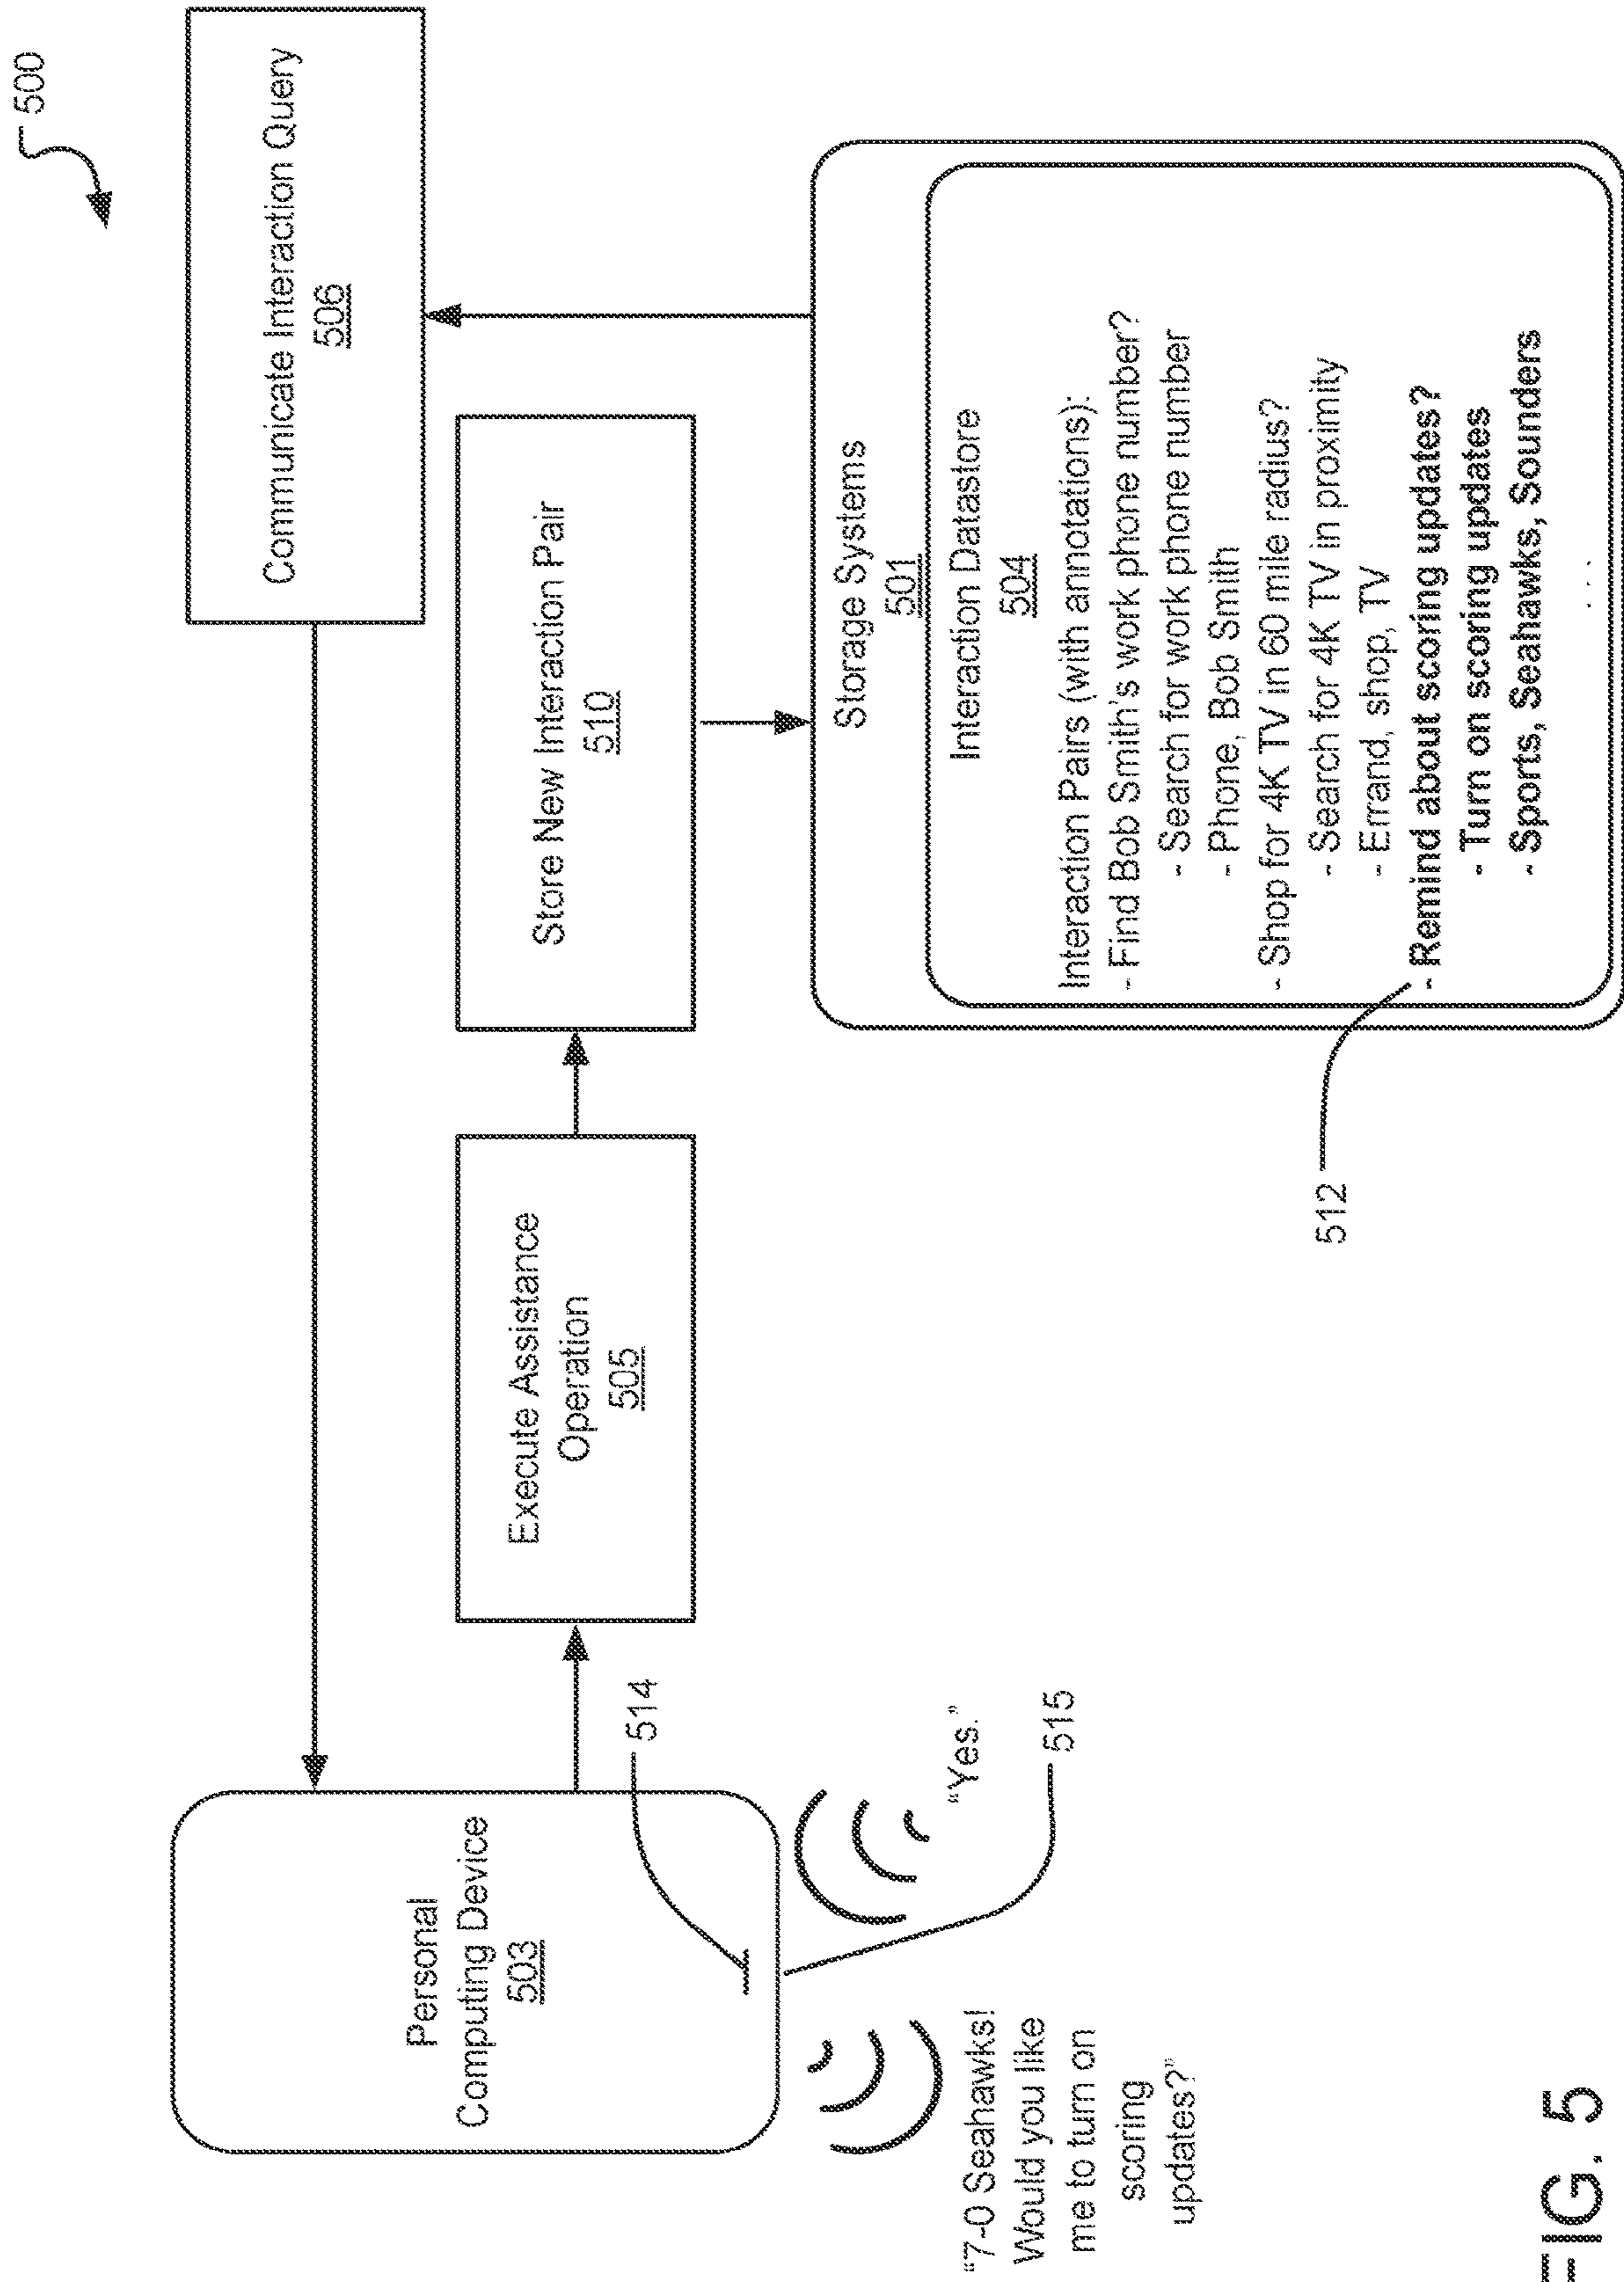 500
Communicate Interaction Query
506
Store New Interaction Pair
510
Execute Assistance
Operation
505
Personal
Computing Device
503
514
"Yes."
515
"7-0 Seahawks!
Would you like
me to turn on
scoring
updates?"
Storage Systems
501
Interaction Datastore
504
Interaction Pairs (with annotations):
- Find Bob Smith's work phone number?
- Search for work phone number
- Phone, Bob Smith
- Shop for 4K TV in 60 mile radius?
- Search for 4K TV in proximity
- Errand, shop, TV
- Remind about scoring updates?
- Turn on scoring updates
- Sports, Seahawks, Sounders
...
512
FIG. 5